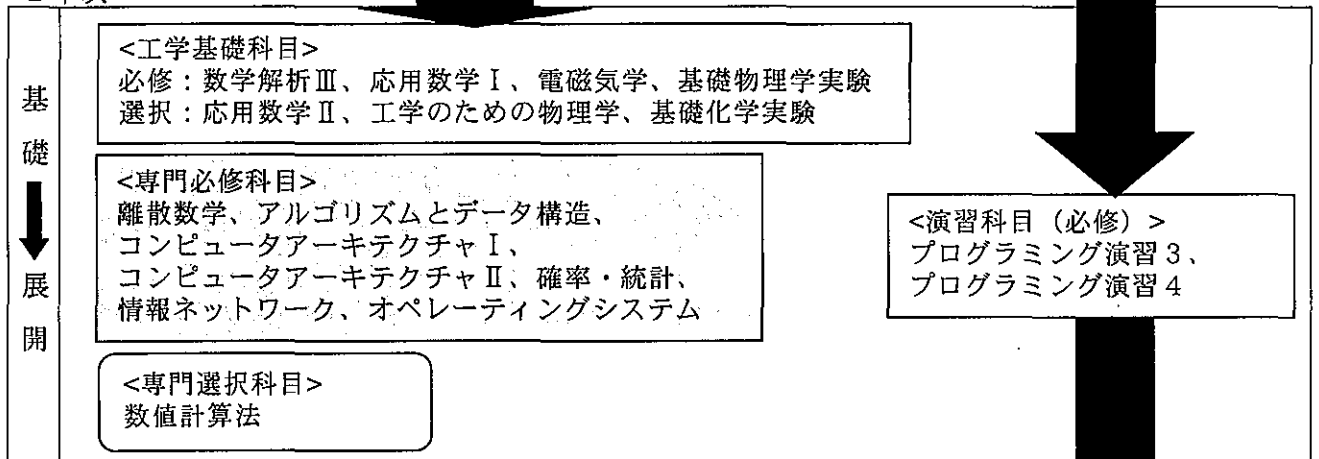 基
礎
展
開
<工学基礎科目>
必修：数学解析Ⅲ、応用数学Ⅰ、電磁気学、基礎物理学実験
選択：応用数学Ⅱ、工学のための物理学、基礎化学実験
<専門必修科目>
離散数学、アルゴリズムとデータ構造、
コンピュータアーキテクチャⅠ、
コンピュータアーキテクチャⅡ、確率・統計、
情報ネットワーク、オペレーティングシステム
<専門選択科目>
数値計算法
<演習科目（必修）>
プログラミング演習３、
プログラミング演習４